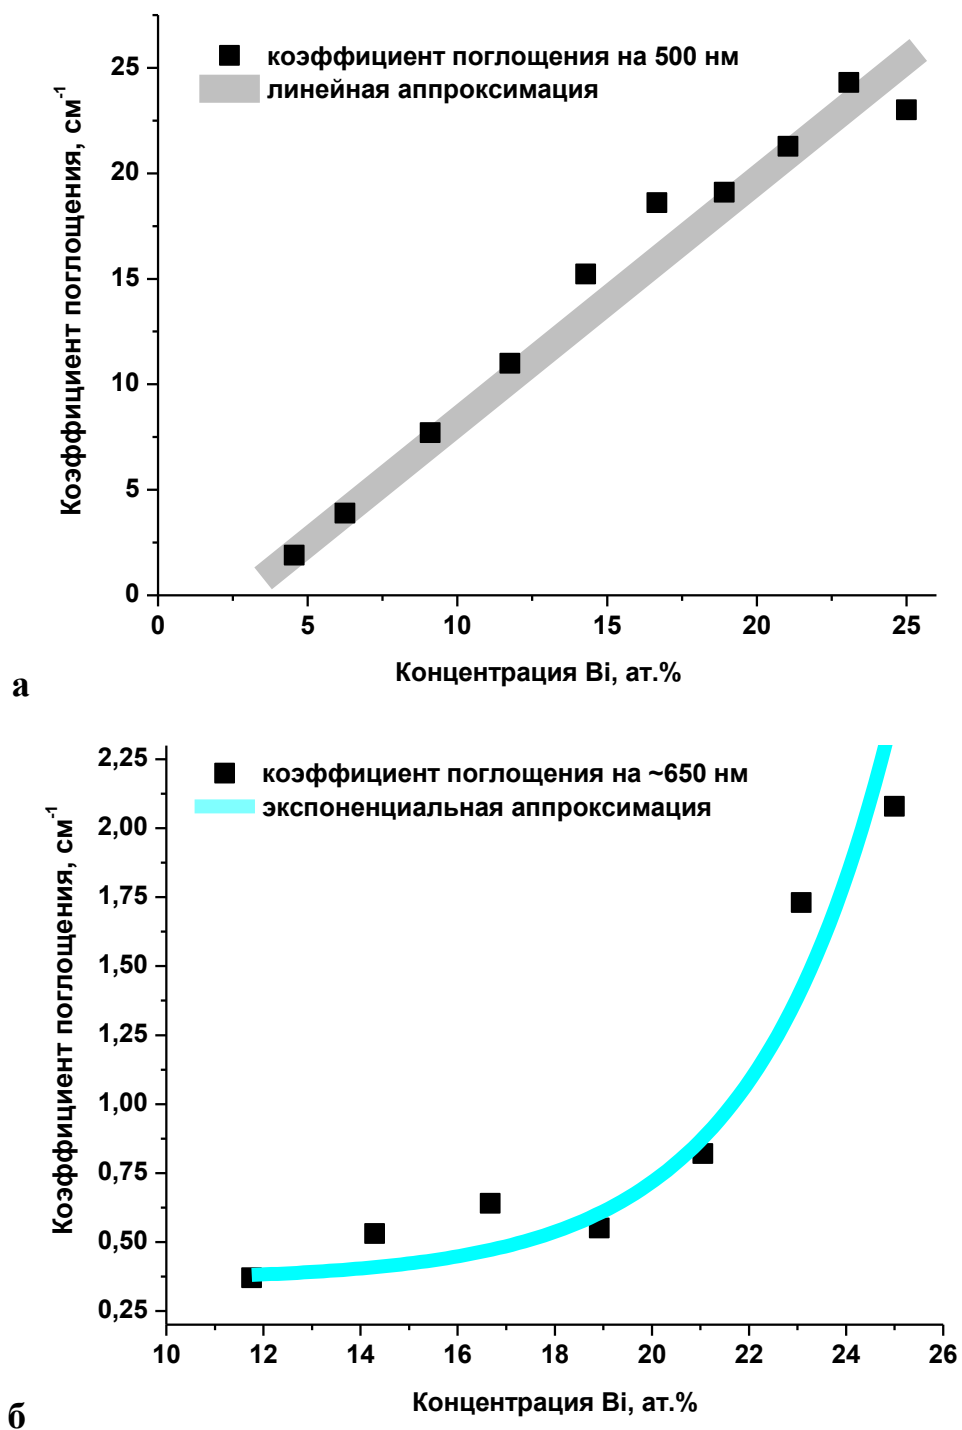 коэффициент поглощения на 500 нм
линейная аппроксимация
Коэффициент поглощения, см⁻¹
25
20
15
10
5
0
0 5 10 15 20 25
Концентрация Bi, ат.%
а
коэффициент поглощения на ~650 нм
экспоненциальная аппроксимация
Коэффициент поглощения, см⁻¹
2,25
2,00
1,75
1,50
1,25
1,00
0,75
0,50
0,25
10 12 14 16 18 20 22 24 26
Концентрация Bi, ат.%
б